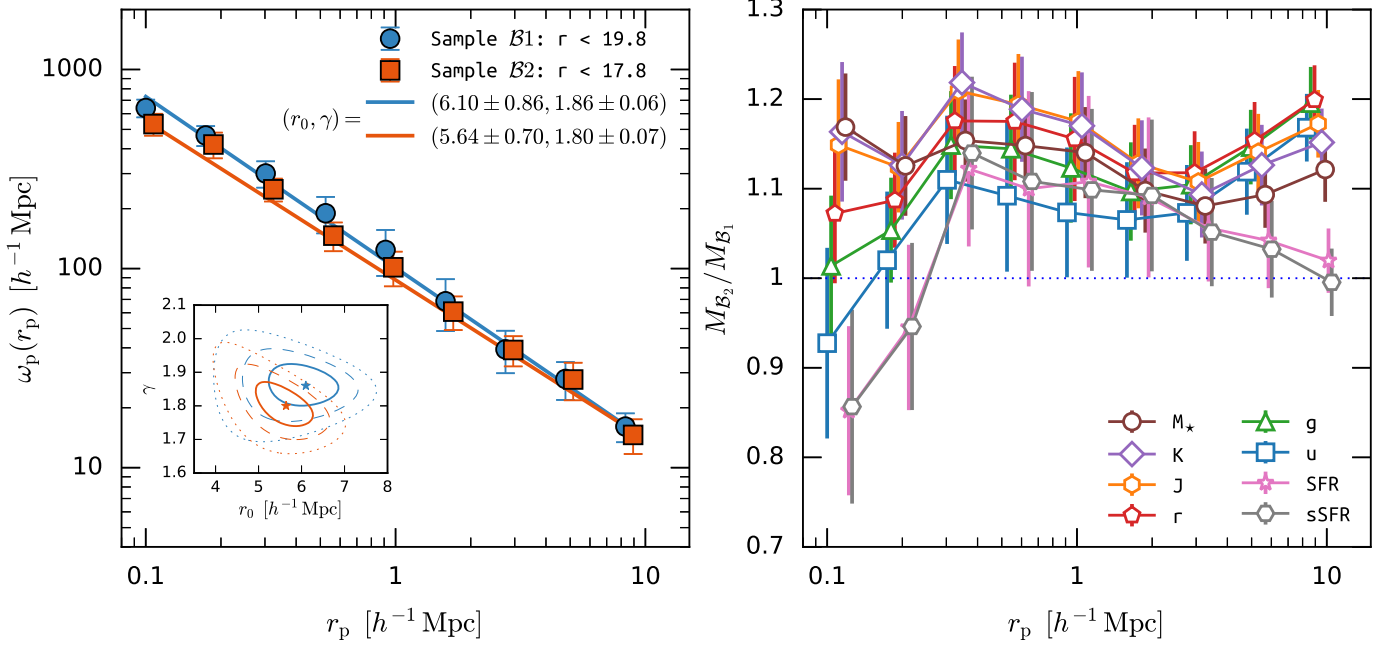 1000
100
10
0.1
1
10
ωp(rp) [h⁻¹ Mpc]
rp [h⁻¹ Mpc]
Sample ℬ1: r < 19.8
Sample ℬ2: r < 17.8
(r₀, γ) =
(6.10 ± 0.86, 1.86 ± 0.06)
(5.64 ± 0.70, 1.80 ± 0.07)
2.1
2.0
1.9
1.8
1.7
1.6
γ
4
5
6
7
8
r₀ [h⁻¹ Mpc]
1.3
1.2
1.1
1
0.9
0.8
0.7
M_ℬ₂/M_ℬ₁
0.1
1
10
rp [h⁻¹ Mpc]
M⋆
K
J
r
g
u
SFR
sSFR